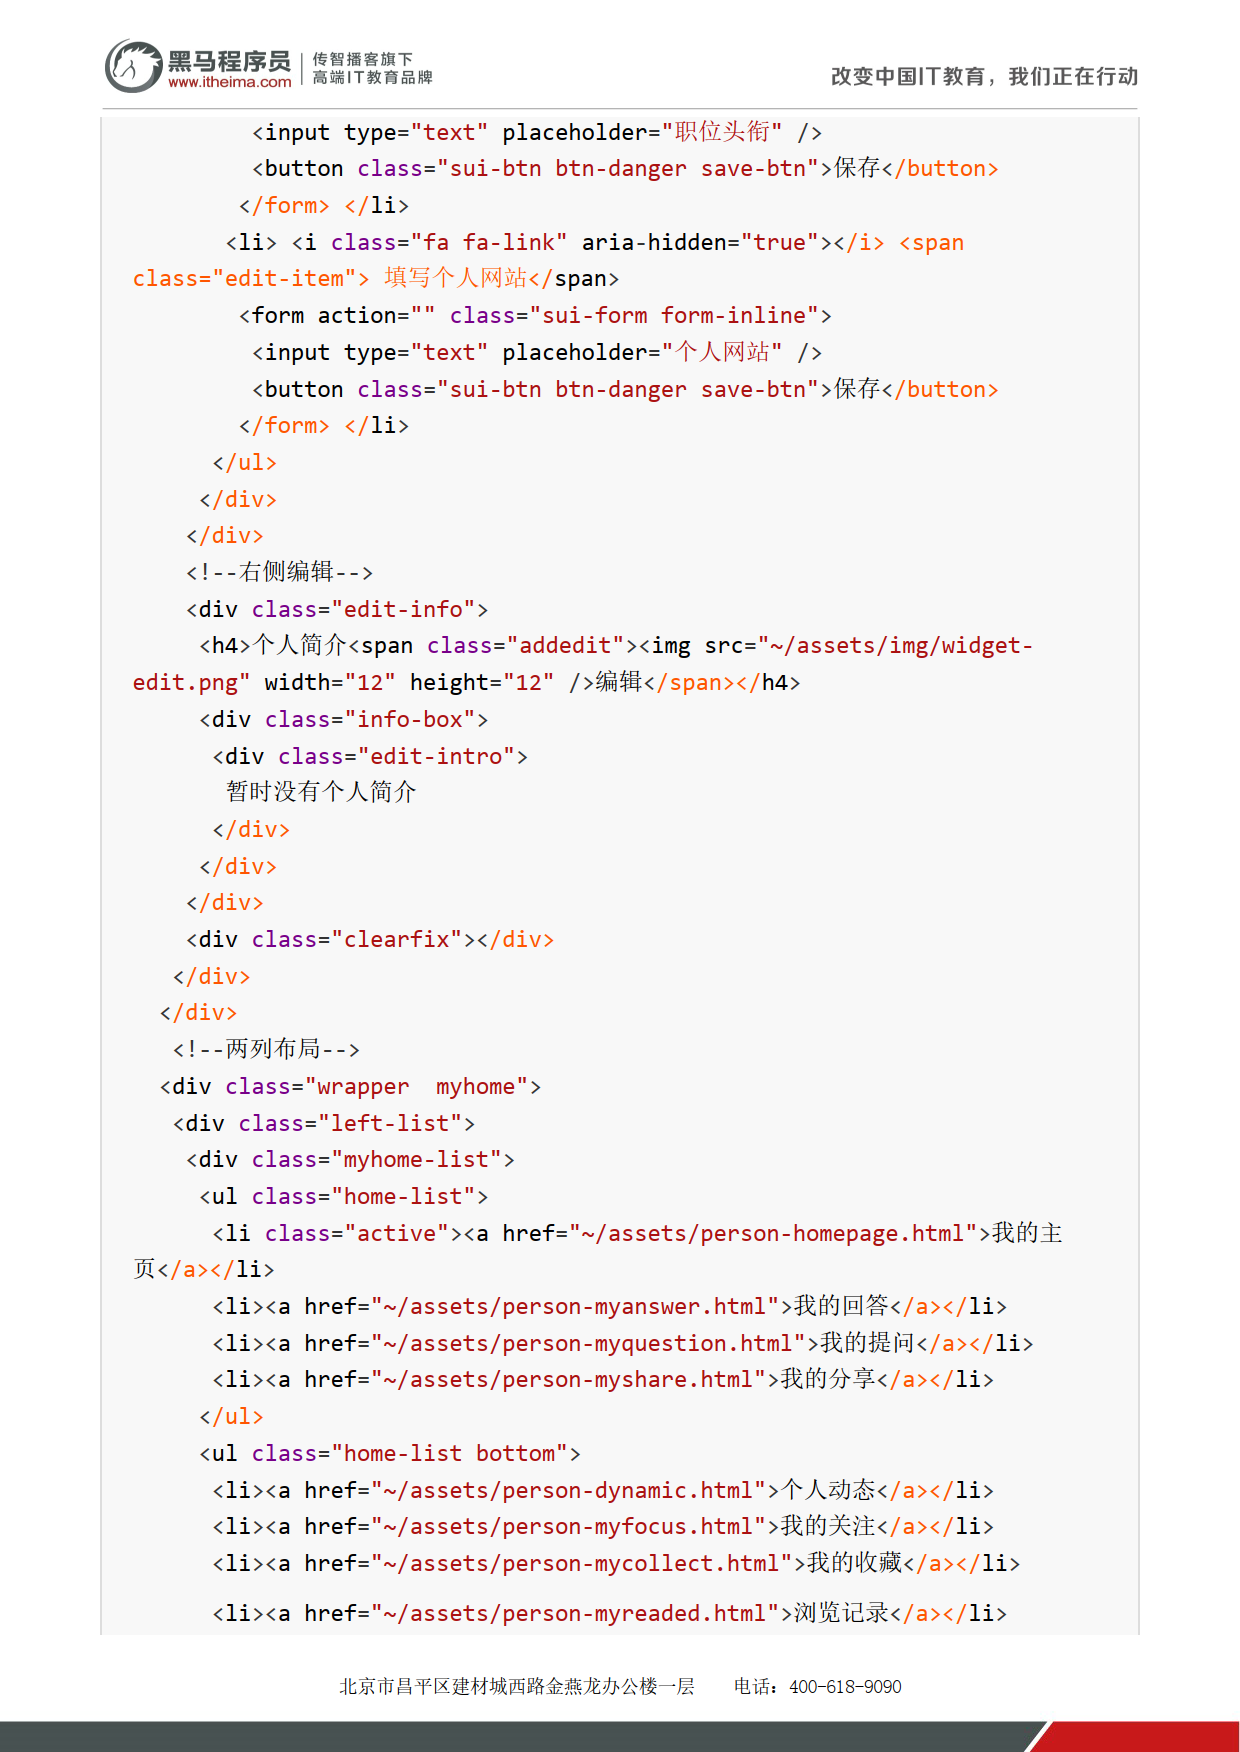 黑马程序员
www.itheima.com
传智播客旗下
高端IT教育品牌
改变中国IT教育，我们正在行动
<input type="text" placeholder="职位头衔" />
<button class="sui-btn btn-danger save-btn">保存</button>
</form> </li>
<li> <i class="fa fa-link" aria-hidden="true"></i> <span
class="edit-item"> 填写个人网站</span>
<form action="" class="sui-form form-inline">
<input type="text" placeholder="个人网站" />
<button class="sui-btn btn-danger save-btn">保存</button>
</form> </li>
</ul>
</div>
</div>
<!--右侧编辑-->
<div class="edit-info">
<h4>个人简介<span class="addedit"><img src="~/assets/img/widget-
edit.png" width="12" height="12" />编辑</span></h4>
<div class="info-box">
<div class="edit-intro">
暂时没有个人简介
</div>
</div>
</div>
<div class="clearfix"></div>
</div>
</div>
<!--两列布局-->
<div class="wrapper  myhome">
<div class="left-list">
<div class="myhome-list">
<ul class="home-list">
<li class="active"><a href="~/assets/person-homepage.html">我的主
页</a></li>
<li><a href="~/assets/person-myanswer.html">我的回答</a></li>
<li><a href="~/assets/person-myquestion.html">我的提问</a></li>
<li><a href="~/assets/person-myshare.html">我的分享</a></li>
</ul>
<ul class="home-list bottom">
<li><a href="~/assets/person-dynamic.html">个人动态</a></li>
<li><a href="~/assets/person-myfocus.html">我的关注</a></li>
<li><a href="~/assets/person-mycollect.html">我的收藏</a></li>
<li><a href="~/assets/person-myreaded.html">浏览记录</a></li>
北京市昌平区建材城西路金燕龙办公楼一层 电话：400-618-9090